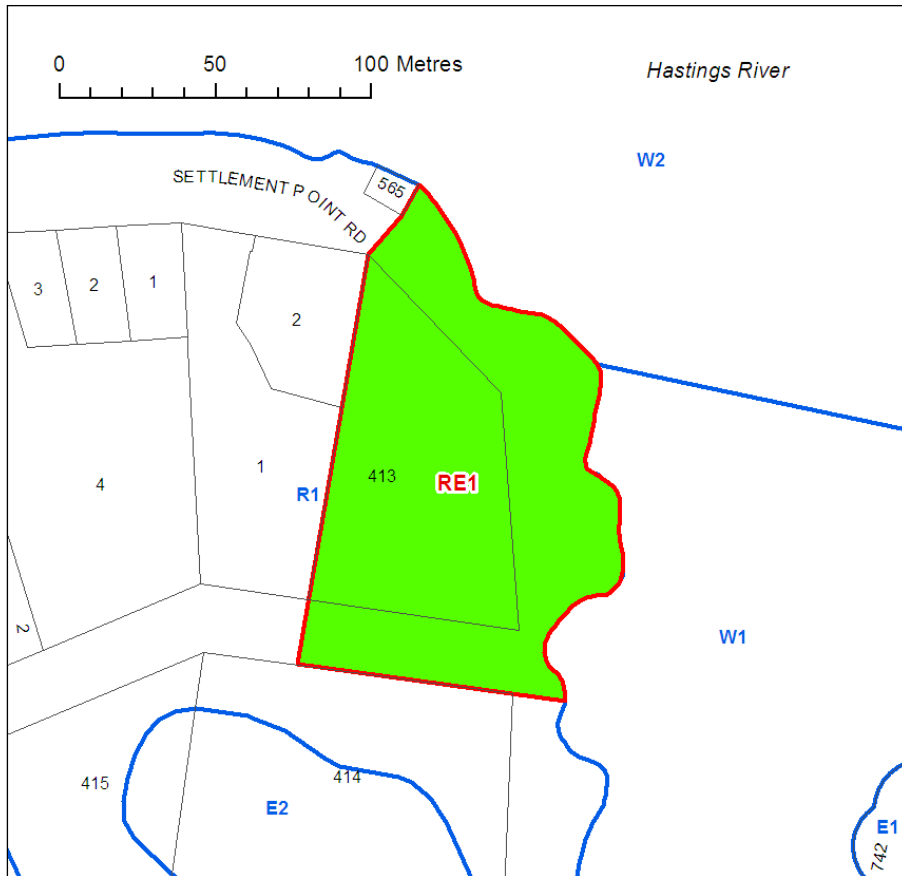 0 50 100 Metres
Hastings River
W2
SETTLEMENT POINT RD
565
3
2
1
2
4
1
R1
413
RE1
2
W1
415
414
E2
E1
742